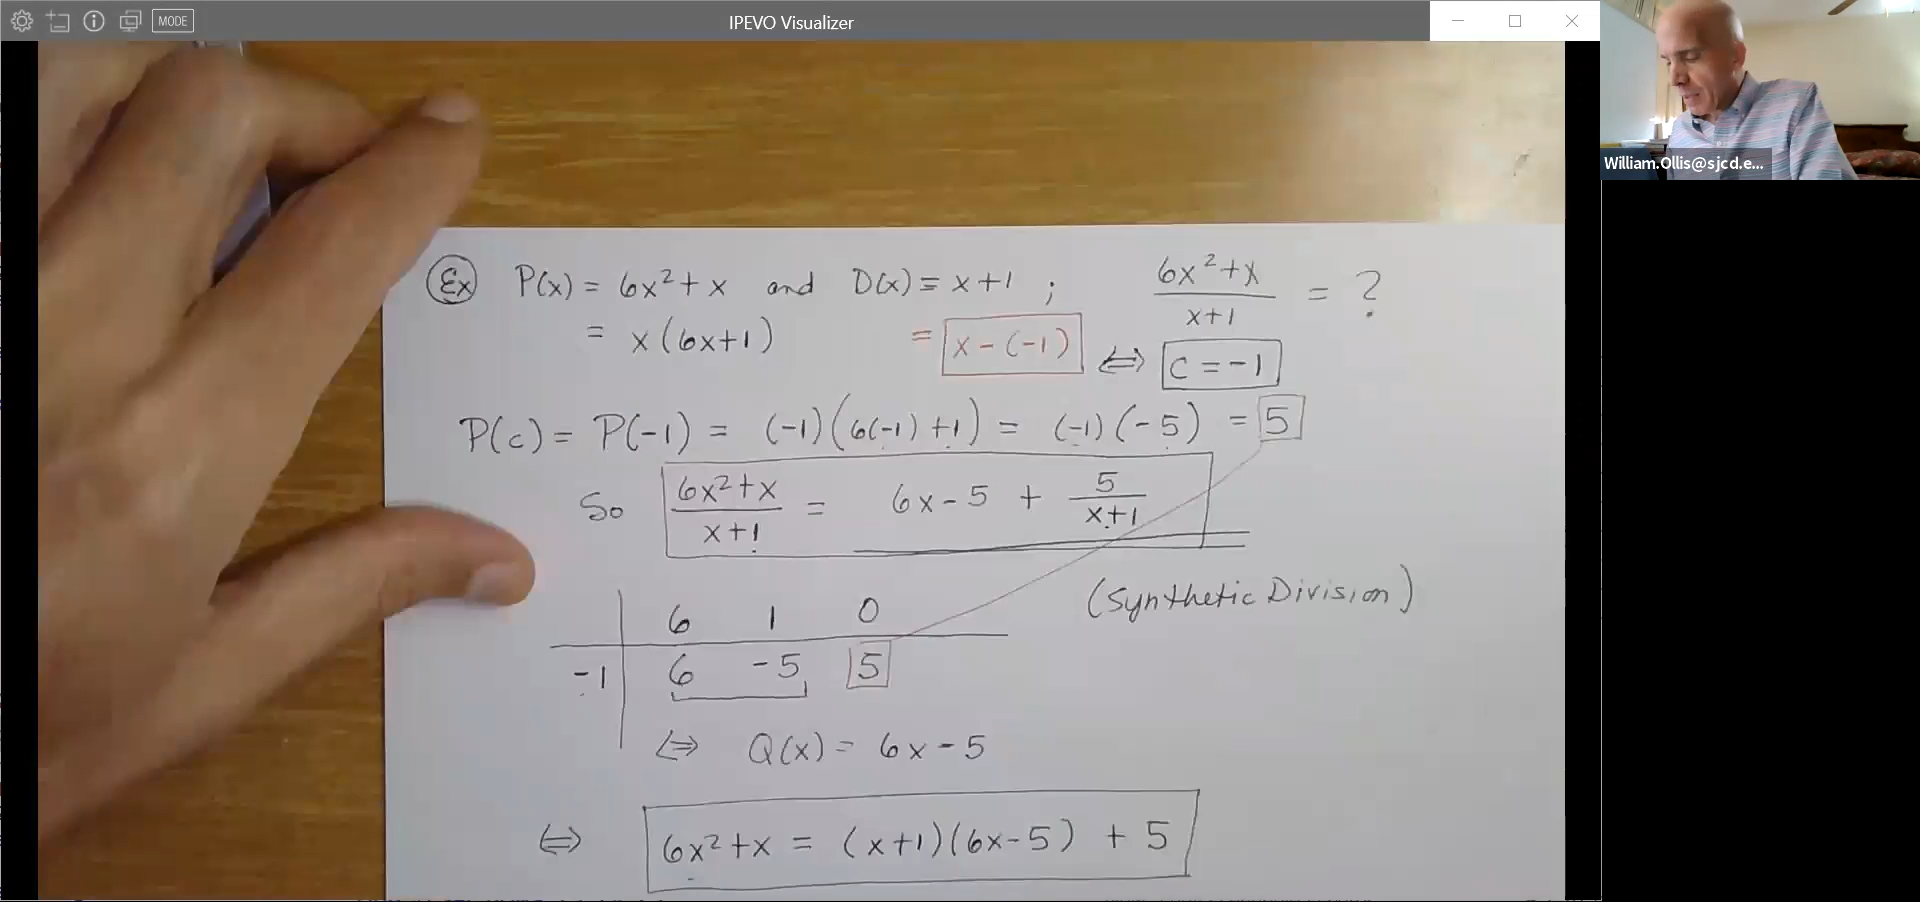 MODE
IPEVO Visualizer
William.Ollis@sjcd.e...
Ex P(x) = 6x² + x and D(x) = x + 1 ; 6x² + x / x + 1 = ?
= x(6x+1) = x - (-1) ⟺ c = -1
P(c) = P(-1) = (-1)(6(-1) + 1) = (-1)(-5) = 5
So 6x² + x / x + 1 = 6x - 5 + 5 / x + 1
(Synthetic Division)
6 1 0
-1 6 -5 5
⟺ Q(x) = 6x - 5
⟺ 6x² + x = (x+1)(6x-5) + 5